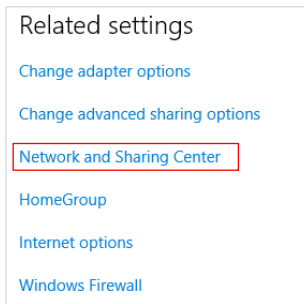 Related settings
Change adapter options
Change advanced sharing options
Network and Sharing Center
HomeGroup
Internet options
Windows Firewall